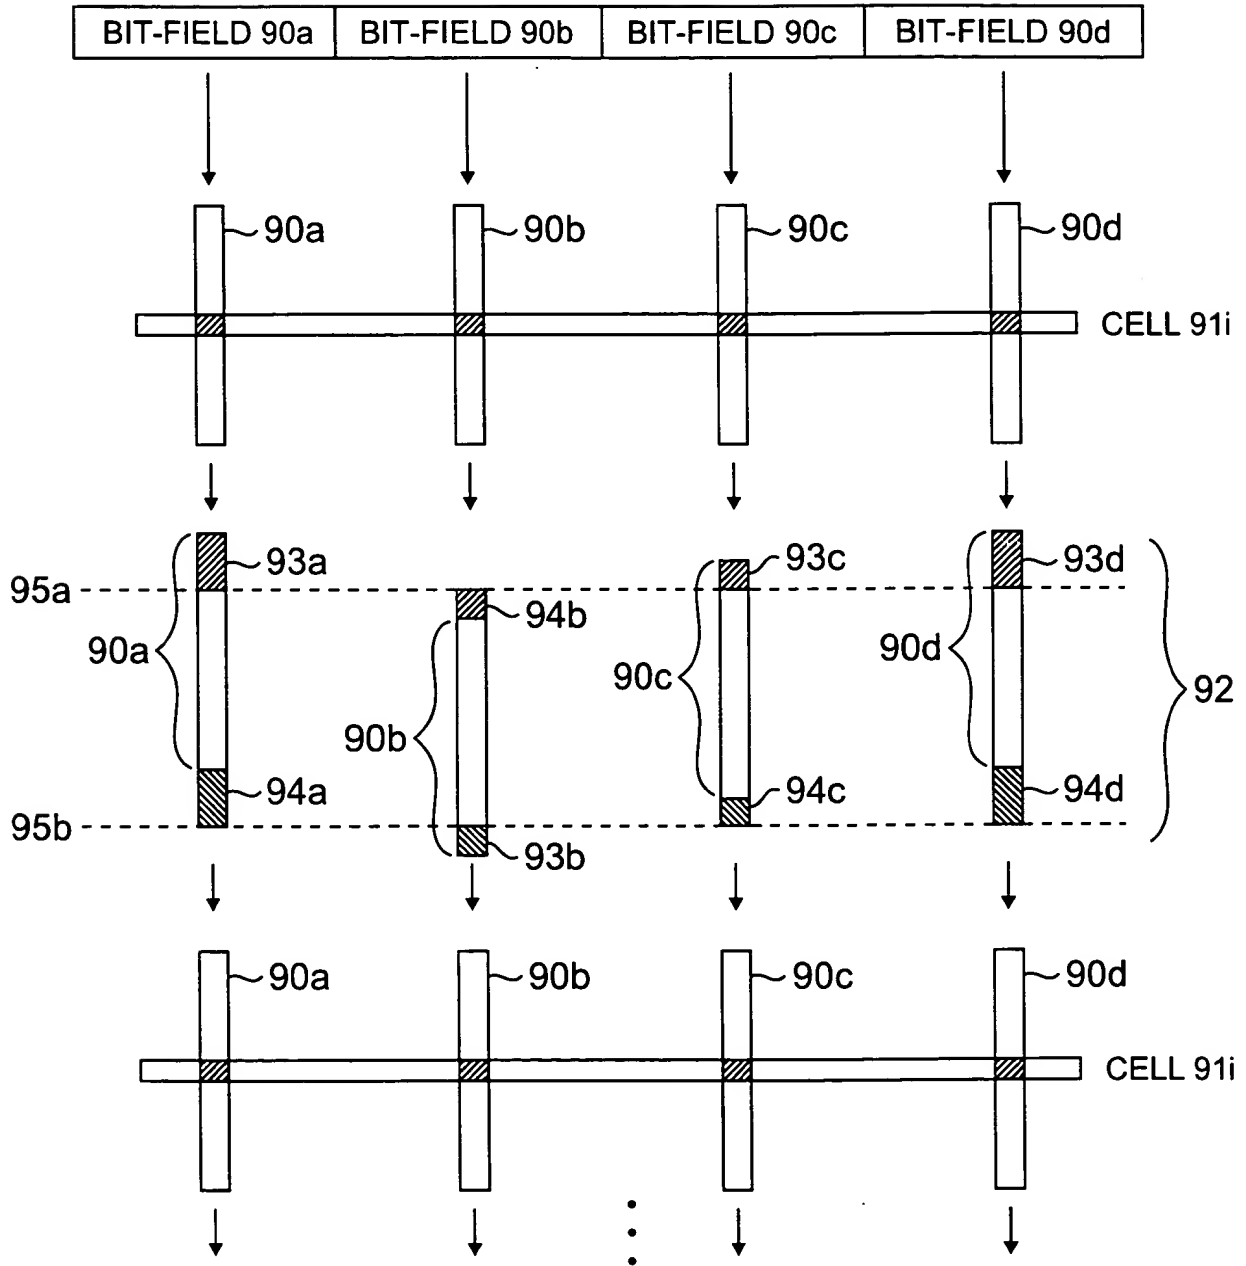 BIT-FIELD 90a BIT-FIELD 90b BIT-FIELD 90c BIT-FIELD 90d
90a 90b 90c 90d
CELL 91i
93a 93c 93d
95a
94b
90a 90c 90d
92
90b
94a 94c 94d
95b
93b
90a 90b 90c 90d
CELL 91i